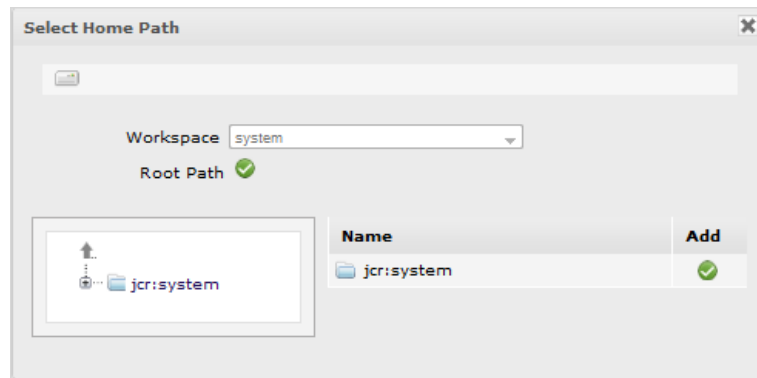 Select Home Path
Workspace system
Root Path
jcr:system
Name Add
jcr:system